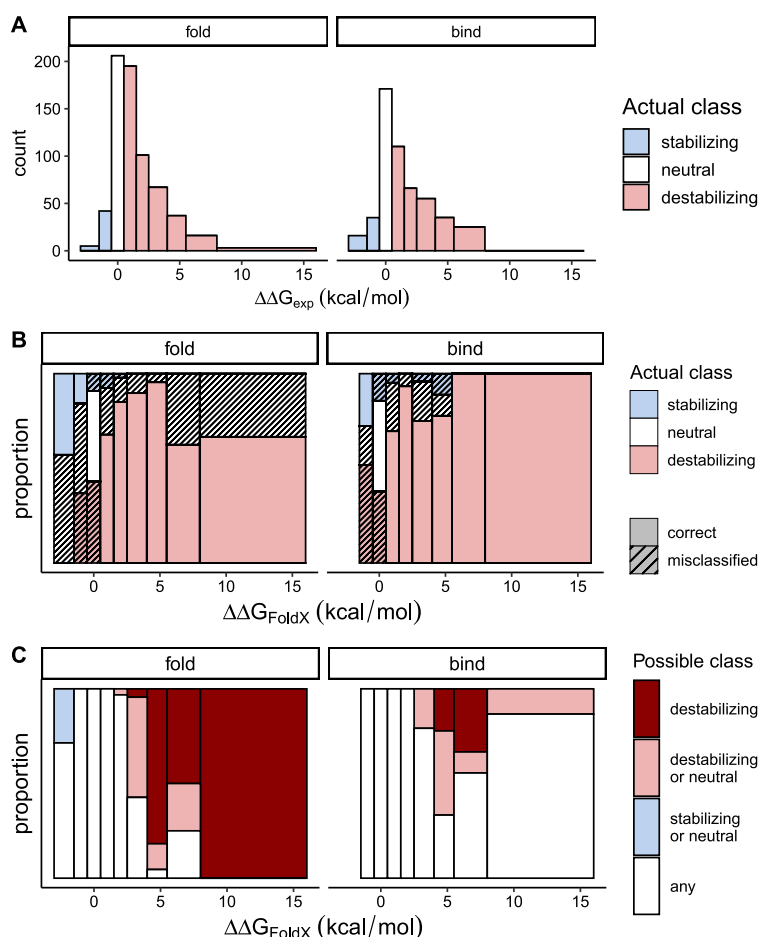 A
fold
bind
200
150
100
50
0
count
0 5 10 15
0 5 10 15
ΔΔGexp (kcal/mol)
Actual class
stabilizing
neutral
destabilizing
B
fold
bind
proportion
0 5 10 15
0 5 10 15
ΔΔGFoldX (kcal/mol)
Actual class
stabilizing
neutral
destabilizing
correct
misclassified
C
fold
bind
proportion
0 5 10 15
0 5 10 15
ΔΔGFoldX (kcal/mol)
Possible class
destabilizing
destabilizing
or neutral
stabilizing
or neutral
any